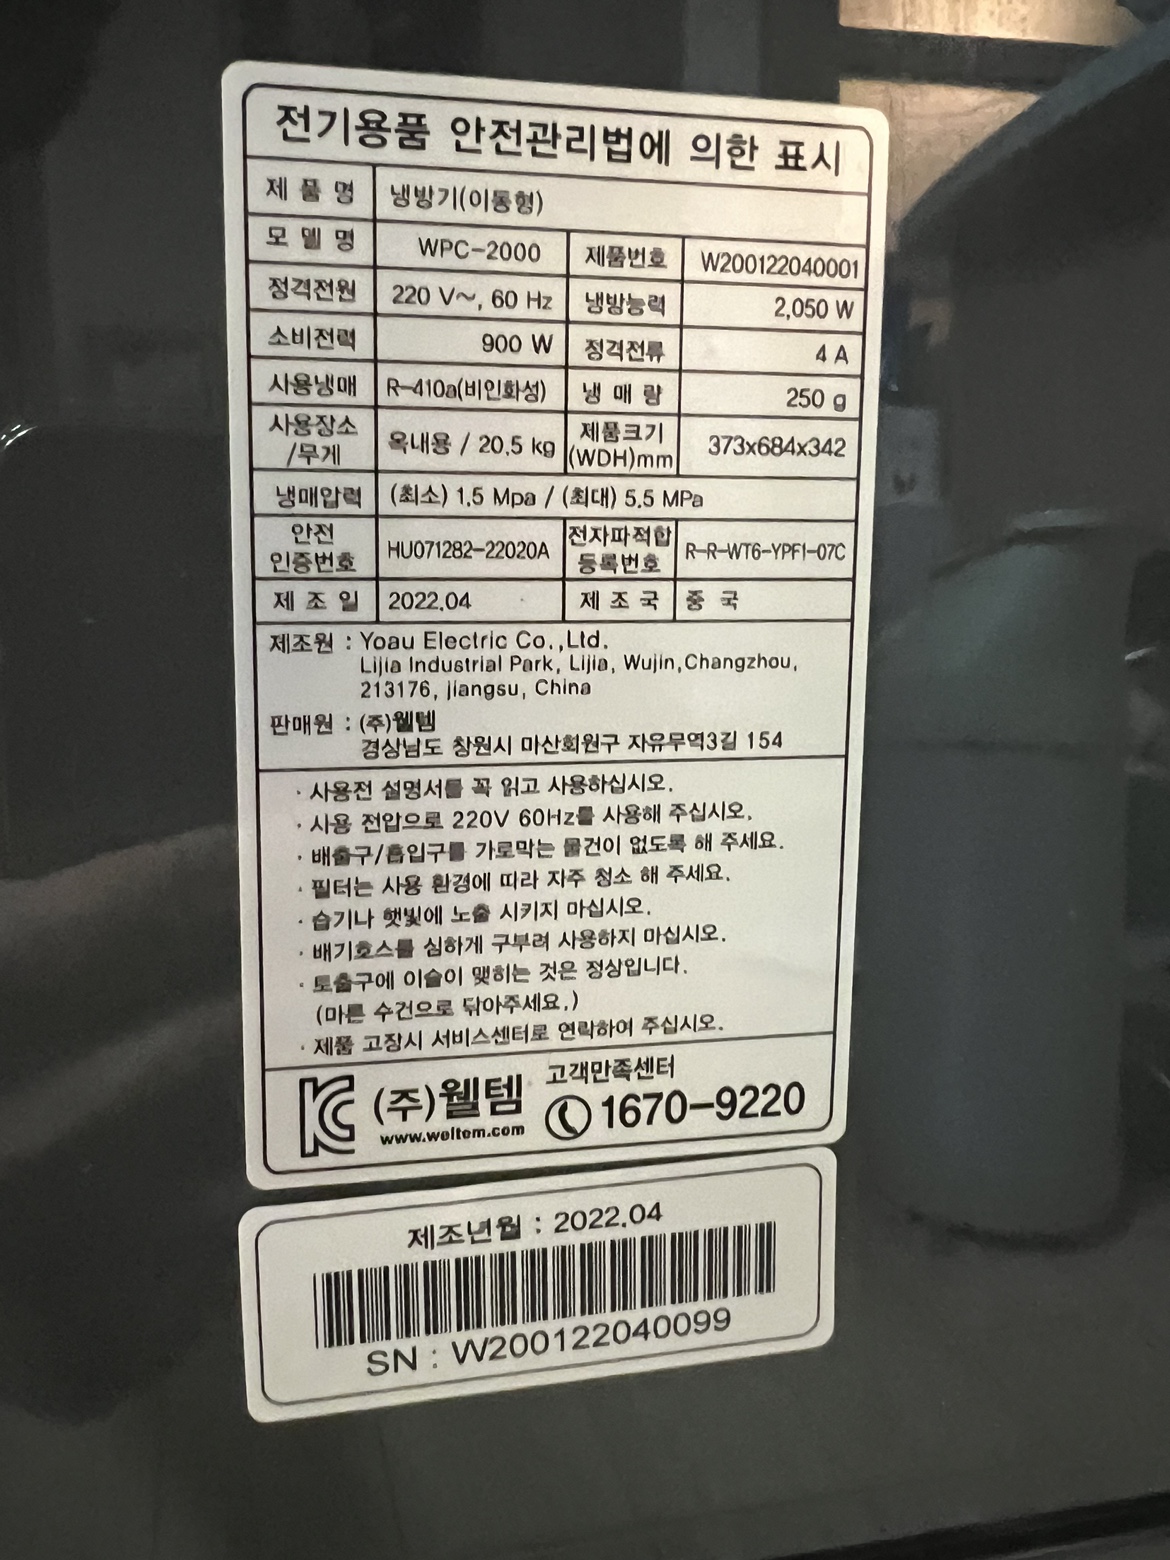 전기용품 안전관리법에 의한 표시
제 품 명 냉방기(이동형)
모 델 명 WPC-2000 제품번호 W200122040001
정격전원 220 V~, 60 Hz 냉방능력 2,050 W
소비전력 900 W 정격전류 4 A
사용냉매 R-410a(비인화성) 냉 매 량 250 g
사용장소 /무게 옥내용 / 20.5 kg 제품크기 (WDH)mm 373x684x342
냉매압력 (최소) 1.5 Mpa / (최대) 5.5 MPa
안전 인증번호 HU071282-22020A 전자파적합 등록번호 R-R-WT6-YPF1-07C
제 조 일 2022.04 제 조 국 중 국
제조원 : Yoau Electric Co.,Ltd.
Lijia Industrial Park, Lijia, Wujin,Changzhou,
213176, jiangsu, China
판매원 : (주)웰템
경상남도 창원시 마산회원구 자유무역3길 154
· 사용전 설명서를 꼭 읽고 사용하십시오.
· 사용 전압으로 220V 60Hz를 사용해 주십시오.
· 배출구/흡입구를 가로막는 물건이 없도록 해 주세요.
· 필터는 사용 환경에 따라 자주 청소 해 주세요.
· 습기나 햇빛에 노출 시키지 마십시오.
· 배기호스를 심하게 구부려 사용하지 마십시오.
· 토출구에 이슬이 맺히는 것은 정상입니다.
(마른 수건으로 닦아주세요.)
· 제품 고장시 서비스센터로 연락하여 주십시오.
고객만족센터
KC (주)웰템 1670-9220
www.weltem.com
제조년월 : 2022.04
SN : W200122040099